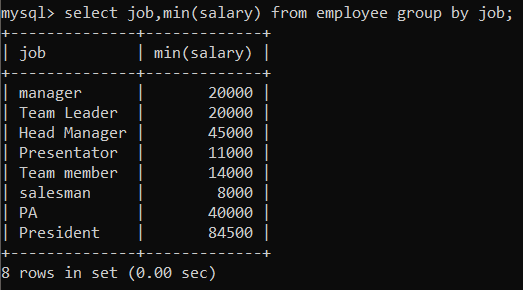 mysql> select job,min(salary) from employee group by job;
+--------------+-------------+
| job          | min(salary) |
+--------------+-------------+
| manager      |       20000 |
| Team Leader  |       20000 |
| Head Manager |       45000 |
| Presentator  |       11000 |
| Team member  |       14000 |
| salesman     |        8000 |
| PA           |       40000 |
| President    |       84500 |
+--------------+-------------+
8 rows in set (0.00 sec)